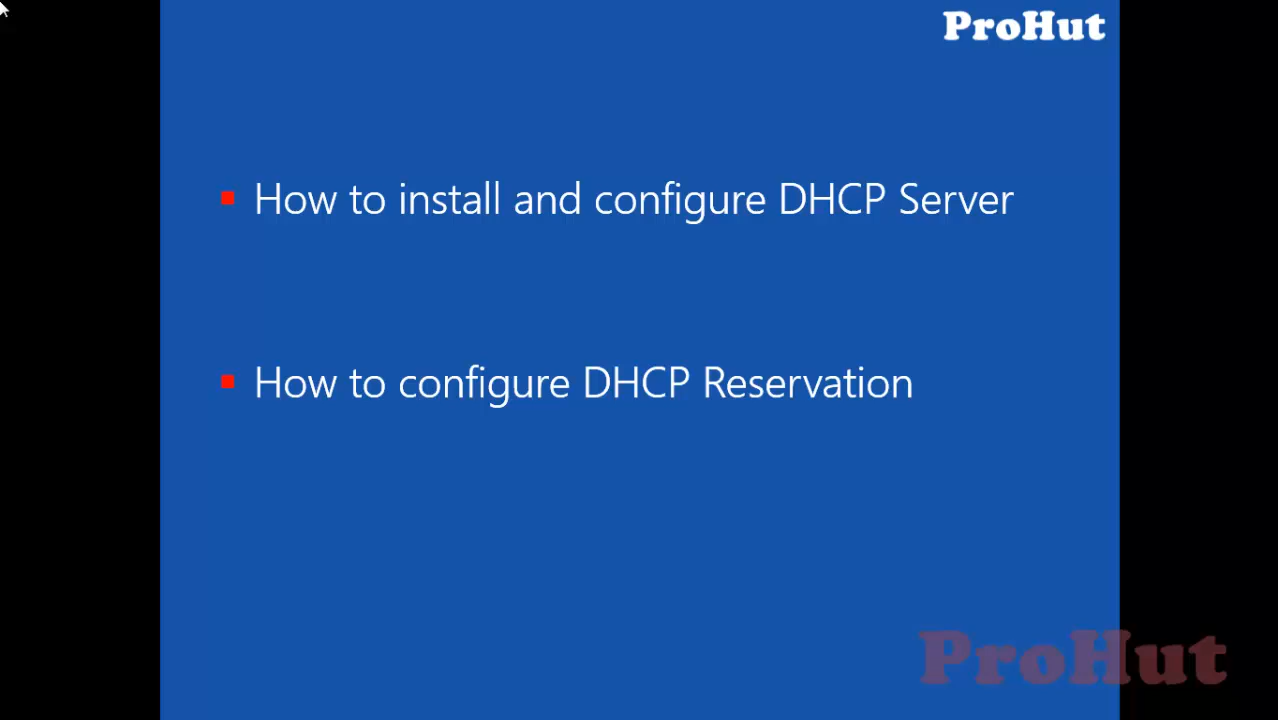 ProHut
How to install and configure DHCP Server
How to configure DHCP Reservation
ProHut